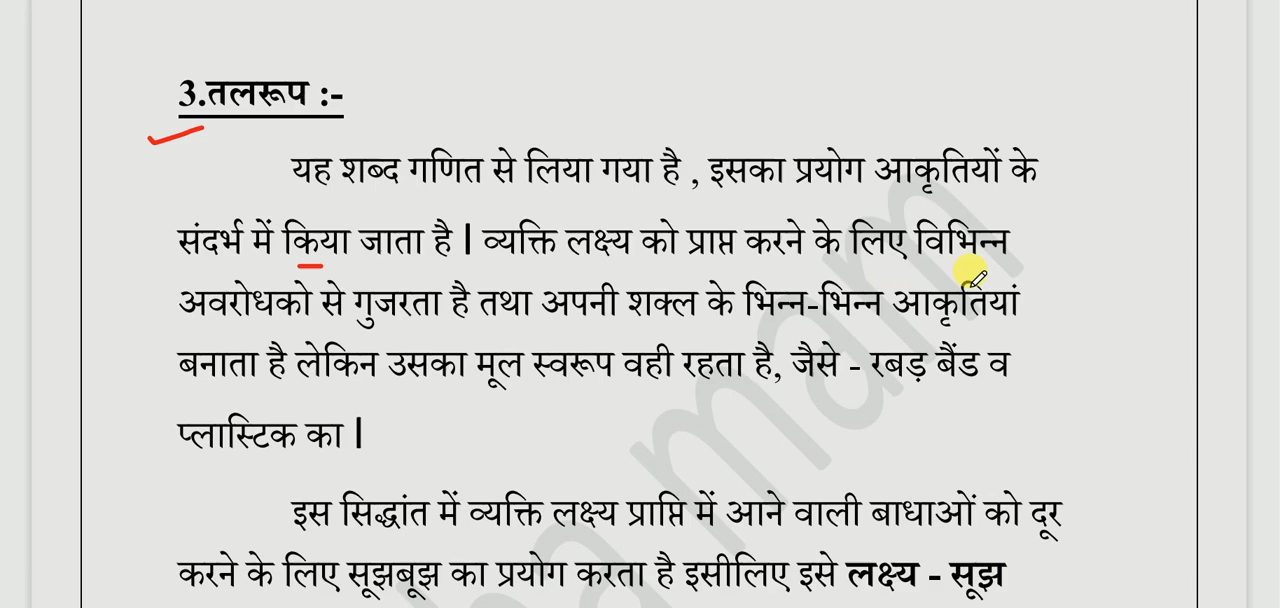 3.तलरूप :-
यह शब्द गणित से लिया गया है , इसका प्रयोग आकृतियों के
संदर्भ में किया जाता है | व्यक्ति लक्ष्य को प्राप्त करने के लिए विभिन्न
अवरोधको से गुजरता है तथा अपनी शक्ल के भिन्न-भिन्न आकृतियां
बनाता है लेकिन उसका मूल स्वरूप वही रहता है, जैसे - रबड़ बैंड व
प्लास्टिक का |
इस सिद्धांत में व्यक्ति लक्ष्य प्राप्ति में आने वाली बाधाओं को दूर
करने के लिए सूझबूझ का प्रयोग करता है इसीलिए इसे लक्ष्य - सूझ
mam